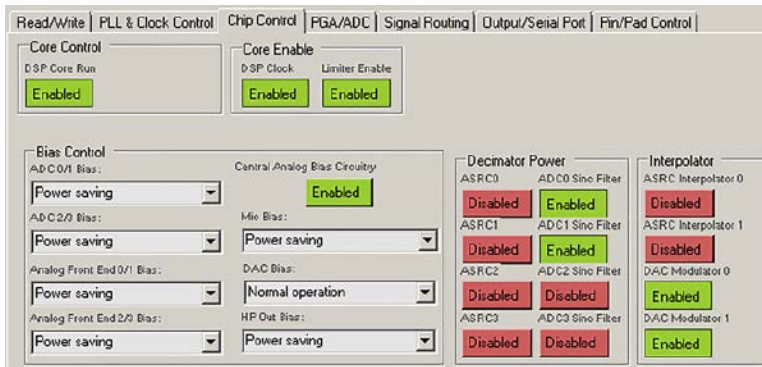 Read/Write PLL & Clock Control Chip Control PGA/ADC Signal Routing Output/Serial Port Pin/Pad Control
Core Control
DSP Core Run
Enabled
Core Enable
DSP Clock Limiter Enable
Enabled Enabled
Bias Control
ADC 0/1 Bias:
Power saving
ADC 2/3 Bias:
Power saving
Analog Front End 0/1 Bias:
Power saving
Analog Front End 2/3 Bias:
Power saving
Central Analog Bias Circuitry
Enabled
Mic Bias:
Power saving
DAC Bias:
Normal operation
HP Out Bias:
Power saving
Decimator Power
ASRC0 ADC0 Sinc Filter
Disabled Enabled
ASRC1 ADC1 Sinc Filter
Disabled Enabled
ASRC2 ADC2 Sinc Filter
Disabled Disabled
ASRC3 ADC3 Sinc Filter
Disabled Disabled
Interpolator
ASRC Interpolator 0
Disabled
ASRC Interpolator 1
Disabled
DAC Modulator 0
Enabled
DAC Modulator 1
Enabled